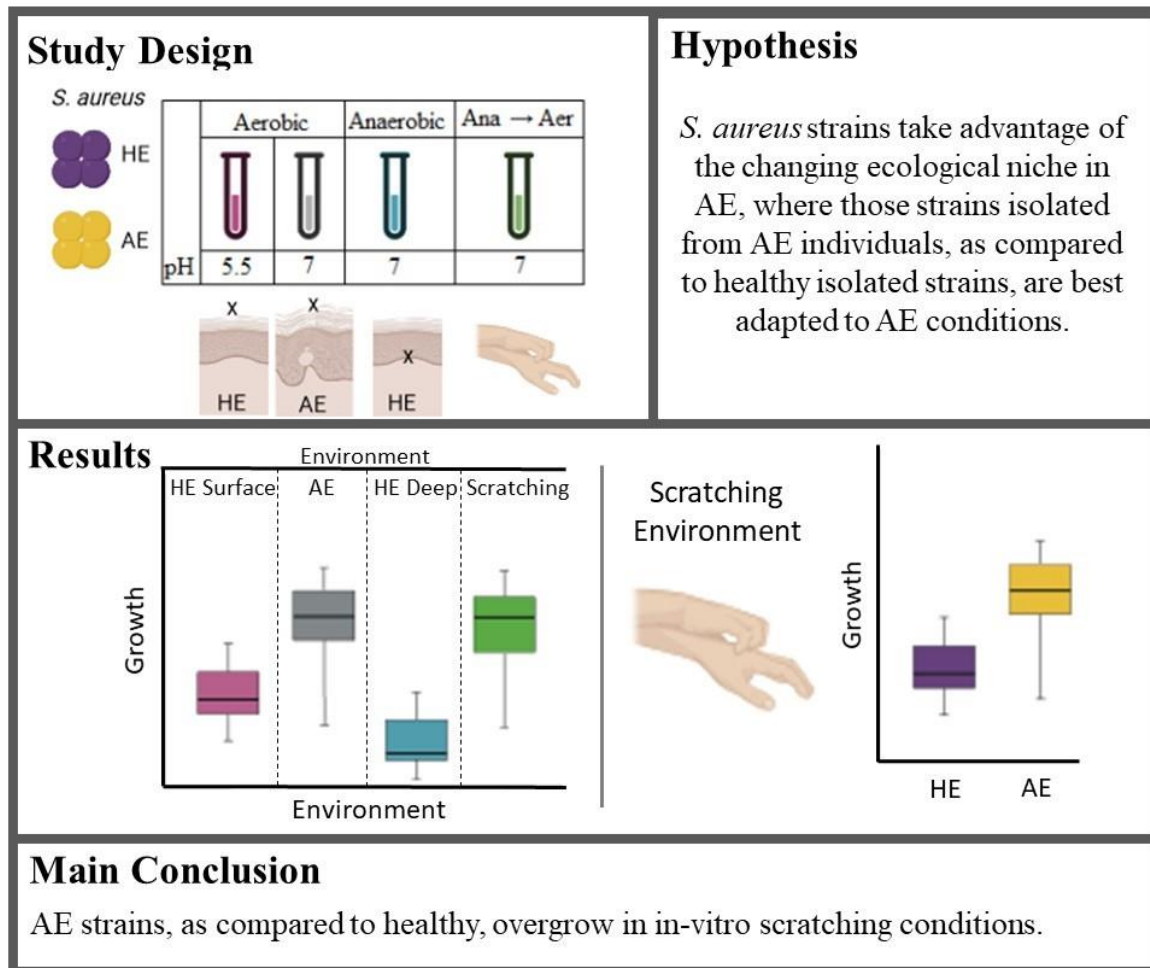 Study Design
S. aureus
HE
AE
Aerobic Anaerobic Ana → Aer
pH 5.5 7 7 7
x x x
HE AE HE
Hypothesis
S. aureus strains take advantage of
the changing ecological niche in
AE, where those strains isolated
from AE individuals, as compared
to healthy isolated strains, are best
adapted to AE conditions.
Results
Environment
HE Surface AE HE Deep Scratching
Growth
Environment
Scratching
Environment
Growth
HE AE
Main Conclusion
AE strains, as compared to healthy, overgrow in in-vitro scratching conditions.